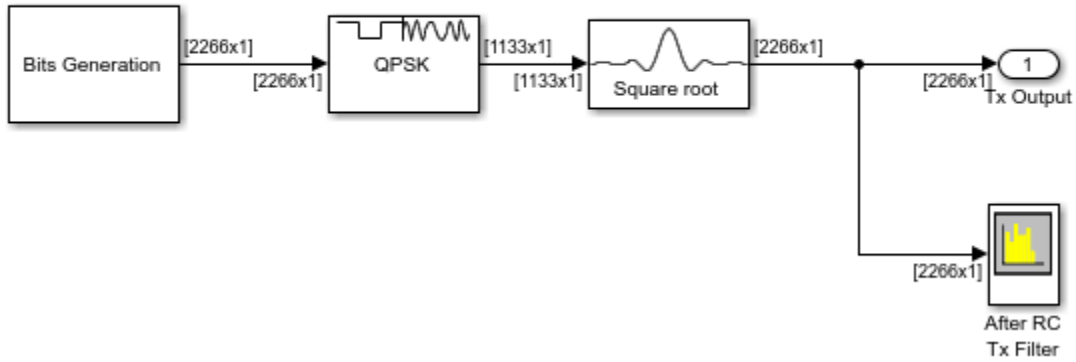 Bits Generation
[2266x1]
[2266x1]
QPSK
[1133x1]
[1133x1]
Square root
[2266x1]
[2266x1]
1
Tx Output
[2266x1]
After RC
Tx Filter